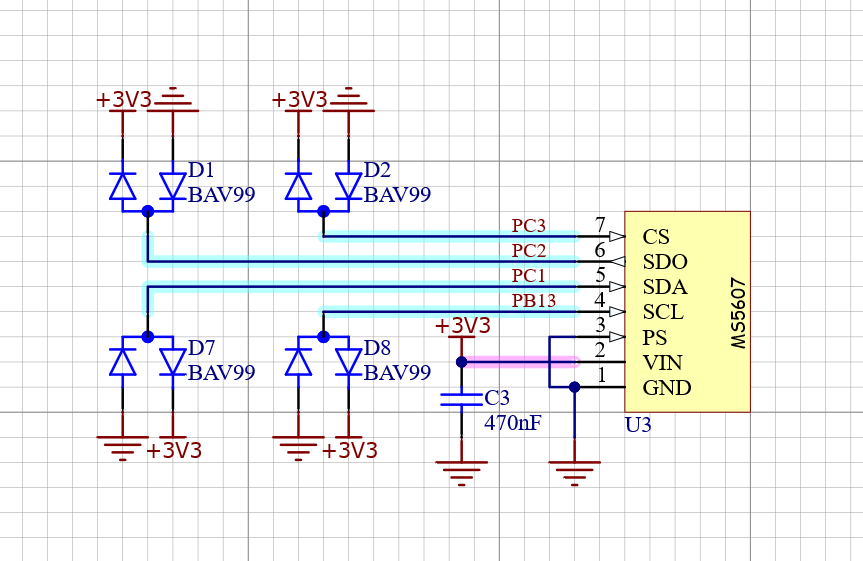 +3V3
+3V3
D1
BAV99
D2
BAV99
PC3
7
CS
PC2
6
SDO
PC1
5
SDA
PB13
4
SCL
+3V3
3
PS
2
VIN
1
GND
MS5607
U3
D7
BAV99
D8
BAV99
C3
470nF
+3V3
+3V3